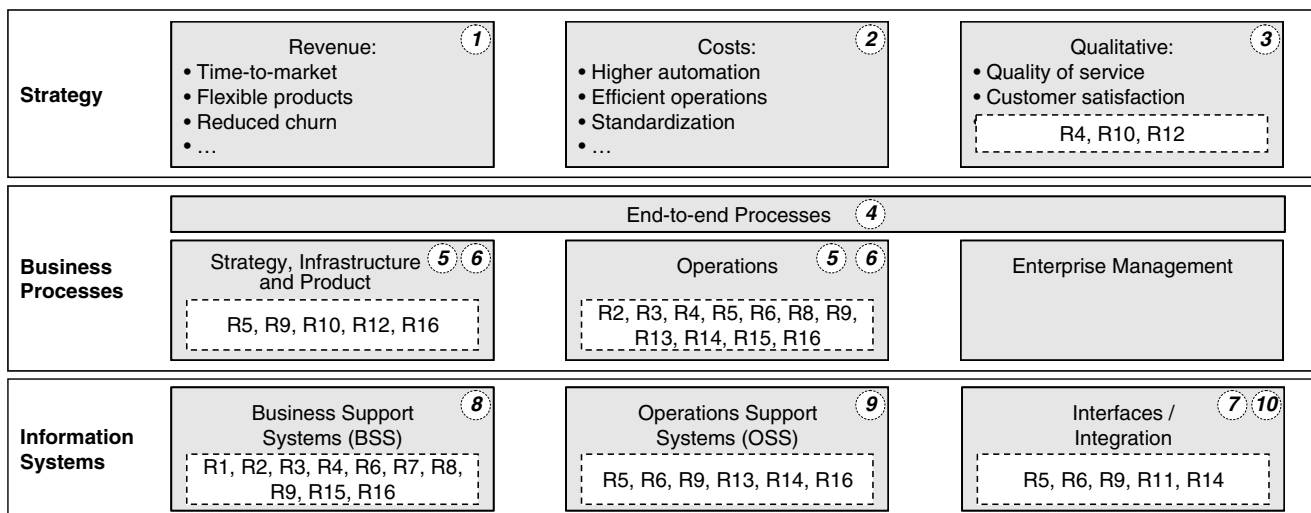 Strategy
Revenue:
1
• Time-to-market
• Flexible products
• Reduced churn
• …
Costs:
2
• Higher automation
• Efficient operations
• Standardization
• …
Qualitative:
3
• Quality of service
• Customer satisfaction
•
R4, R10, R12
Business
Processes
End-to-end Processes
4
Strategy, Infrastructure
and Product
5 6
R5, R9, R10, R12, R16
Operations
5 6
R2, R3, R4, R5, R6, R8, R9,
R13, R14, R15, R16
Enterprise Management
Information
Systems
Business Support
Systems (BSS)
8
R1, R2, R3, R4, R6, R7, R8,
R9, R15, R16
Operations Support
Systems (OSS)
9
R5, R6, R9, R13, R14, R16
Interfaces /
Integration
7 10
R5, R6, R9, R11, R14